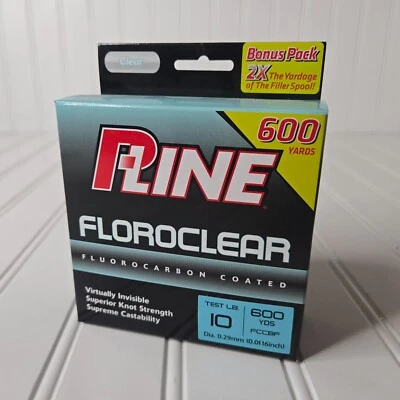 Clear
Bonus Pack
2X The Yardage
of The Filler Spool!
600
YARDS
P-LINE
FLOROCLEAR
FLUOROCARBON COATED
Virtually Invisible
Superior Knot Strength
Supreme Castability
TEST LB.
10
600
YDS
FCCBF
Dia. 0.29mm (0.0116inch)